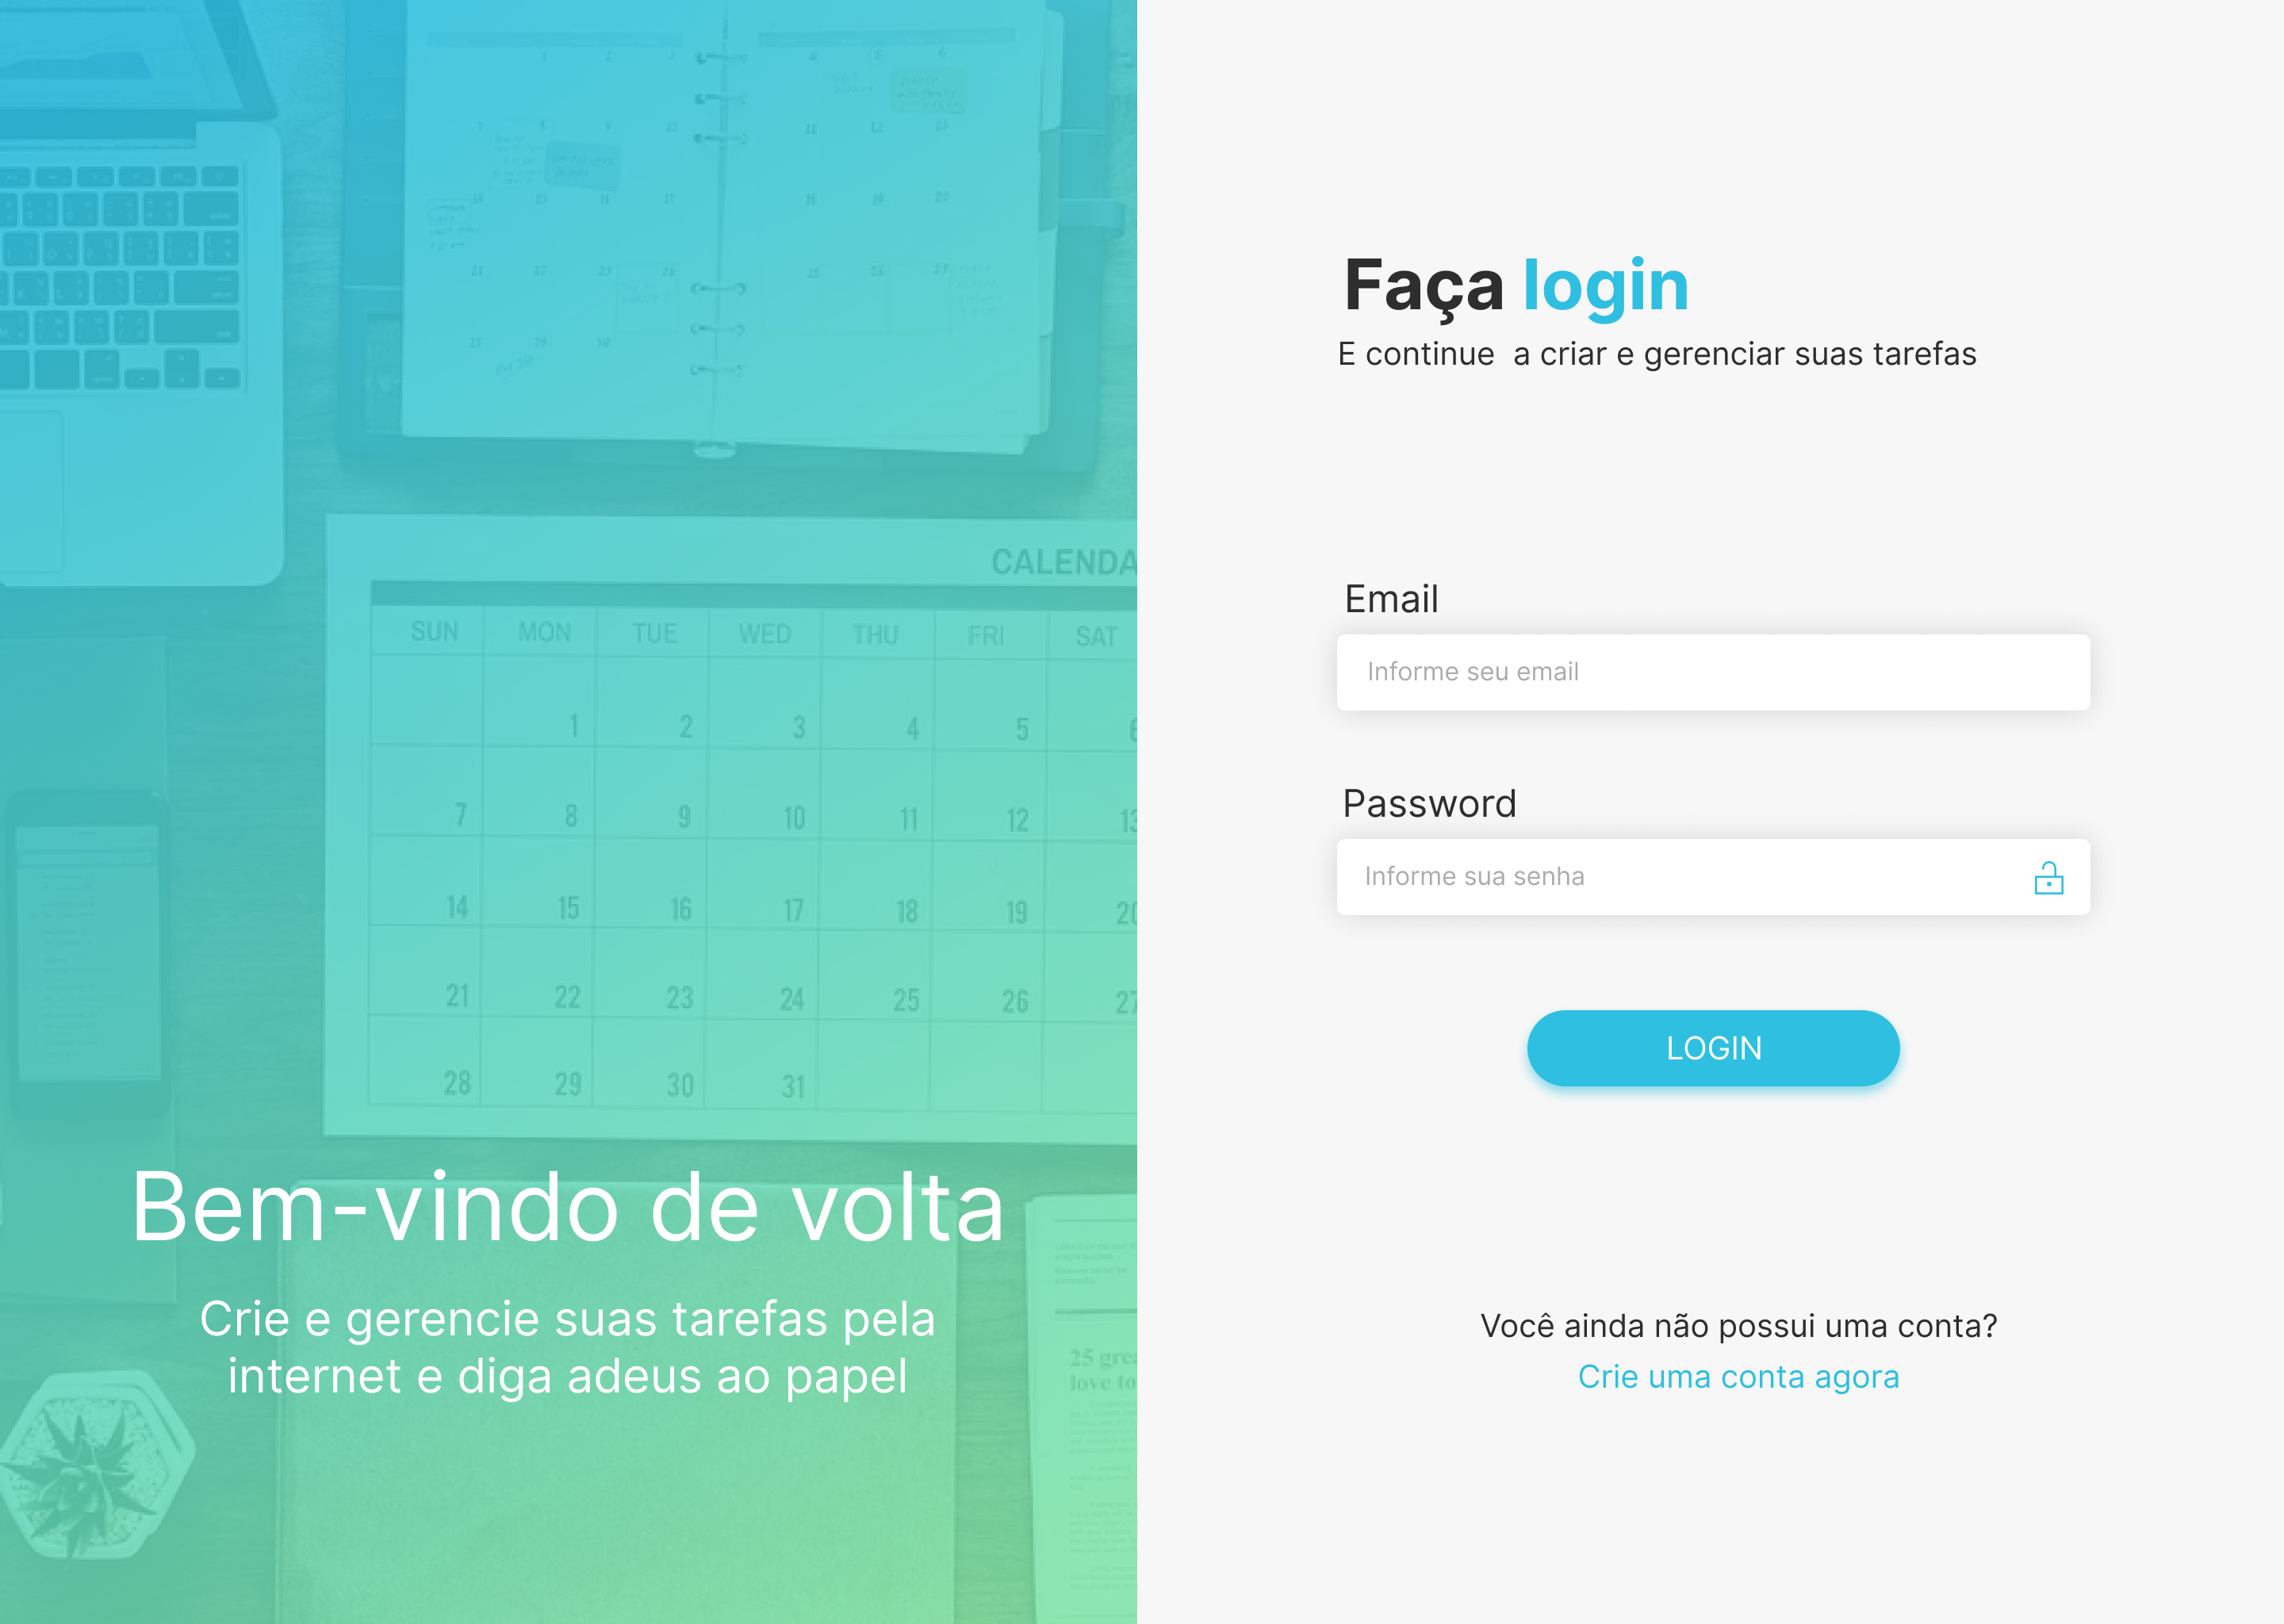 CALENDA
SUN MON TUE WED THU FRI SAT
1 2 3 4 5 6
7 8 9 10 11 12 13
14 15 16 17 18 19 20
21 22 23 24 25 26 27
28 29 30 31
Bem-vindo de volta
Crie e gerencie suas tarefas pela
internet e diga adeus ao papel
25 grea
love to
Faça login
E continue  a criar e gerenciar suas tarefas
Email
Informe seu email
Password
Informe sua senha
LOGIN
Você ainda não possui uma conta?
Crie uma conta agora